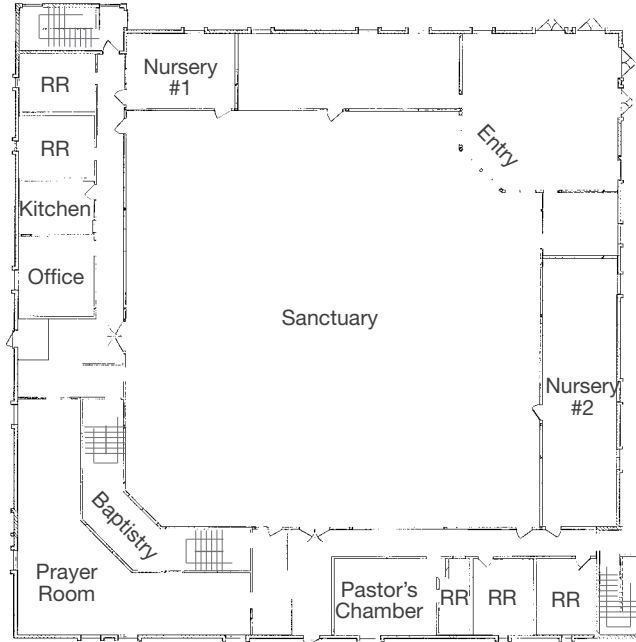 Nursery
#1
RR
RR
Entry
Kitchen
Office
Sanctuary
Nursery
#2
Baptistry
Prayer
Room
Pastor's
Chamber
RR
RR
RR